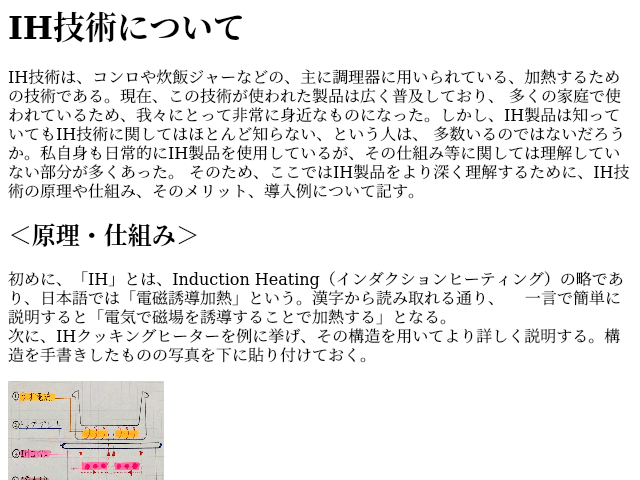 IH技術について
IH技術は、コンロや炊飯ジャーなどの、主に調理器に用いられている、加熱するため
の技術である。現在、この技術が使われた製品は広く普及しており、 多くの家庭で使
われているため、我々にとって非常に身近なものになった。しかし、IH製品は知って
いてもIH技術に関してはほとんど知らない、という人は、 多数いるのではないだろう
か。私自身も日常的にIH製品を使用しているが、その仕組み等に関しては理解してい
ない部分が多くあった。 そのため、ここではIH製品をより深く理解するために、IH技
術の原理や仕組み、そのメリット、導入例について記す。
＜原理・仕組み＞
初めに、「IH」とは、Induction Heating（インダクションヒーティング）の略であ
り、日本語では「電磁誘導加熱」という。漢字から読み取れる通り、　 一言で簡単に
説明すると「電気で磁場を誘導することで加熱する」となる。
次に、IHクッキングヒーターを例に挙げ、その構造を用いてより詳しく説明する。構
造を手書きしたものの写真を下に貼り付けておく。